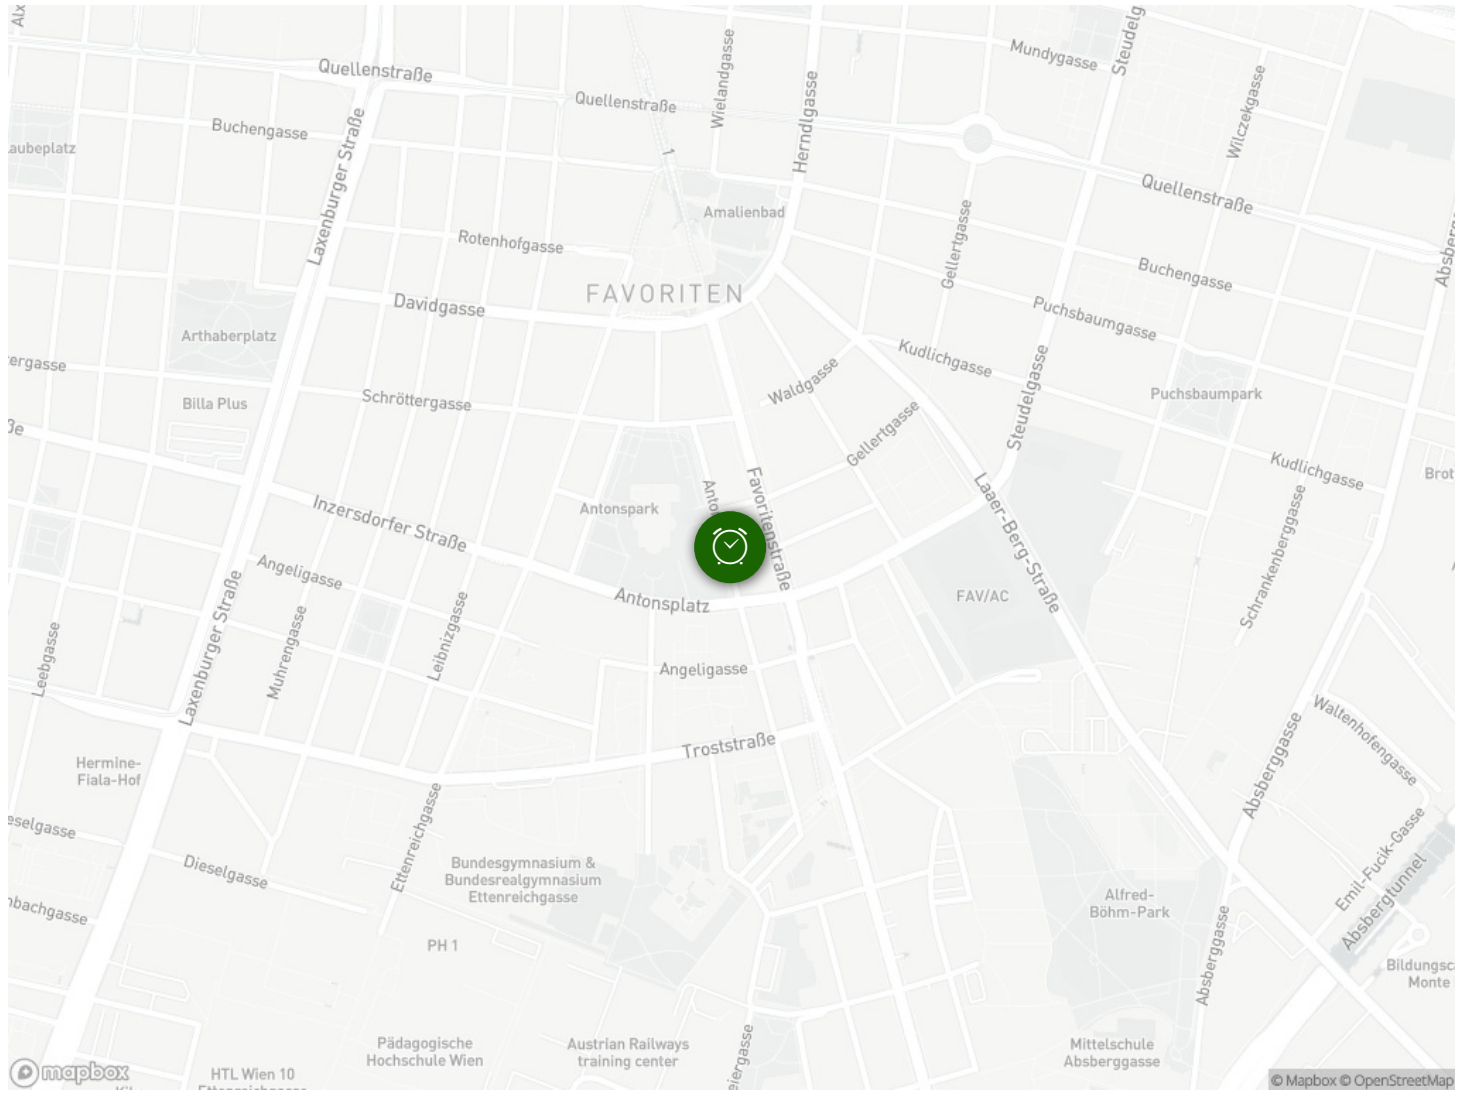 Quellenstraße
Mundygasse
Wielandgasse
Herndlgasse
Quellenstraße
Wilczekgasse
Buchengasse
Laxenburger Straße
1
Quellenstraße
Amalienbad
Gellertgasse
Rotenhofgasse
Buchengasse
FAVORITEN
Davidgasse
Puchsbaumgasse
Arthaberplatz
Kudlichgasse
Waldgasse
Steudelgasse
Puchsbaumpark
Schröttergasse
Billa Plus
Gellertgasse
Kudlichgasse
Laaer-Berg-Straße
Favoritenstraße
Antonspark
Inzersdorfer Straße
Schrankenberggasse
Angeligasse
FAV/AC
Antonsplatz
Leibnizgasse
Muhrengasse
Leebgasse
Laxenburger Straße
Angeligasse
Troststraße
Waltenhofengasse
Absberggasse
Hermine-
Fiala-Hof
Ettenreichgasse
Dieselgasse
Bundesgymnasium &
Bundesrealgymnasium
Ettenreichgasse
Alfred-
Böhm-Park
Emil-Fucik-Gasse
Absbergtunnel
Absberggasse
PH 1
Monte
Pädagogische
Hochschule Wien
Austrian Railways
training center
Mittelschule
Absberggasse
HTL Wien 10
mapbox
© Mapbox © OpenStreetMap